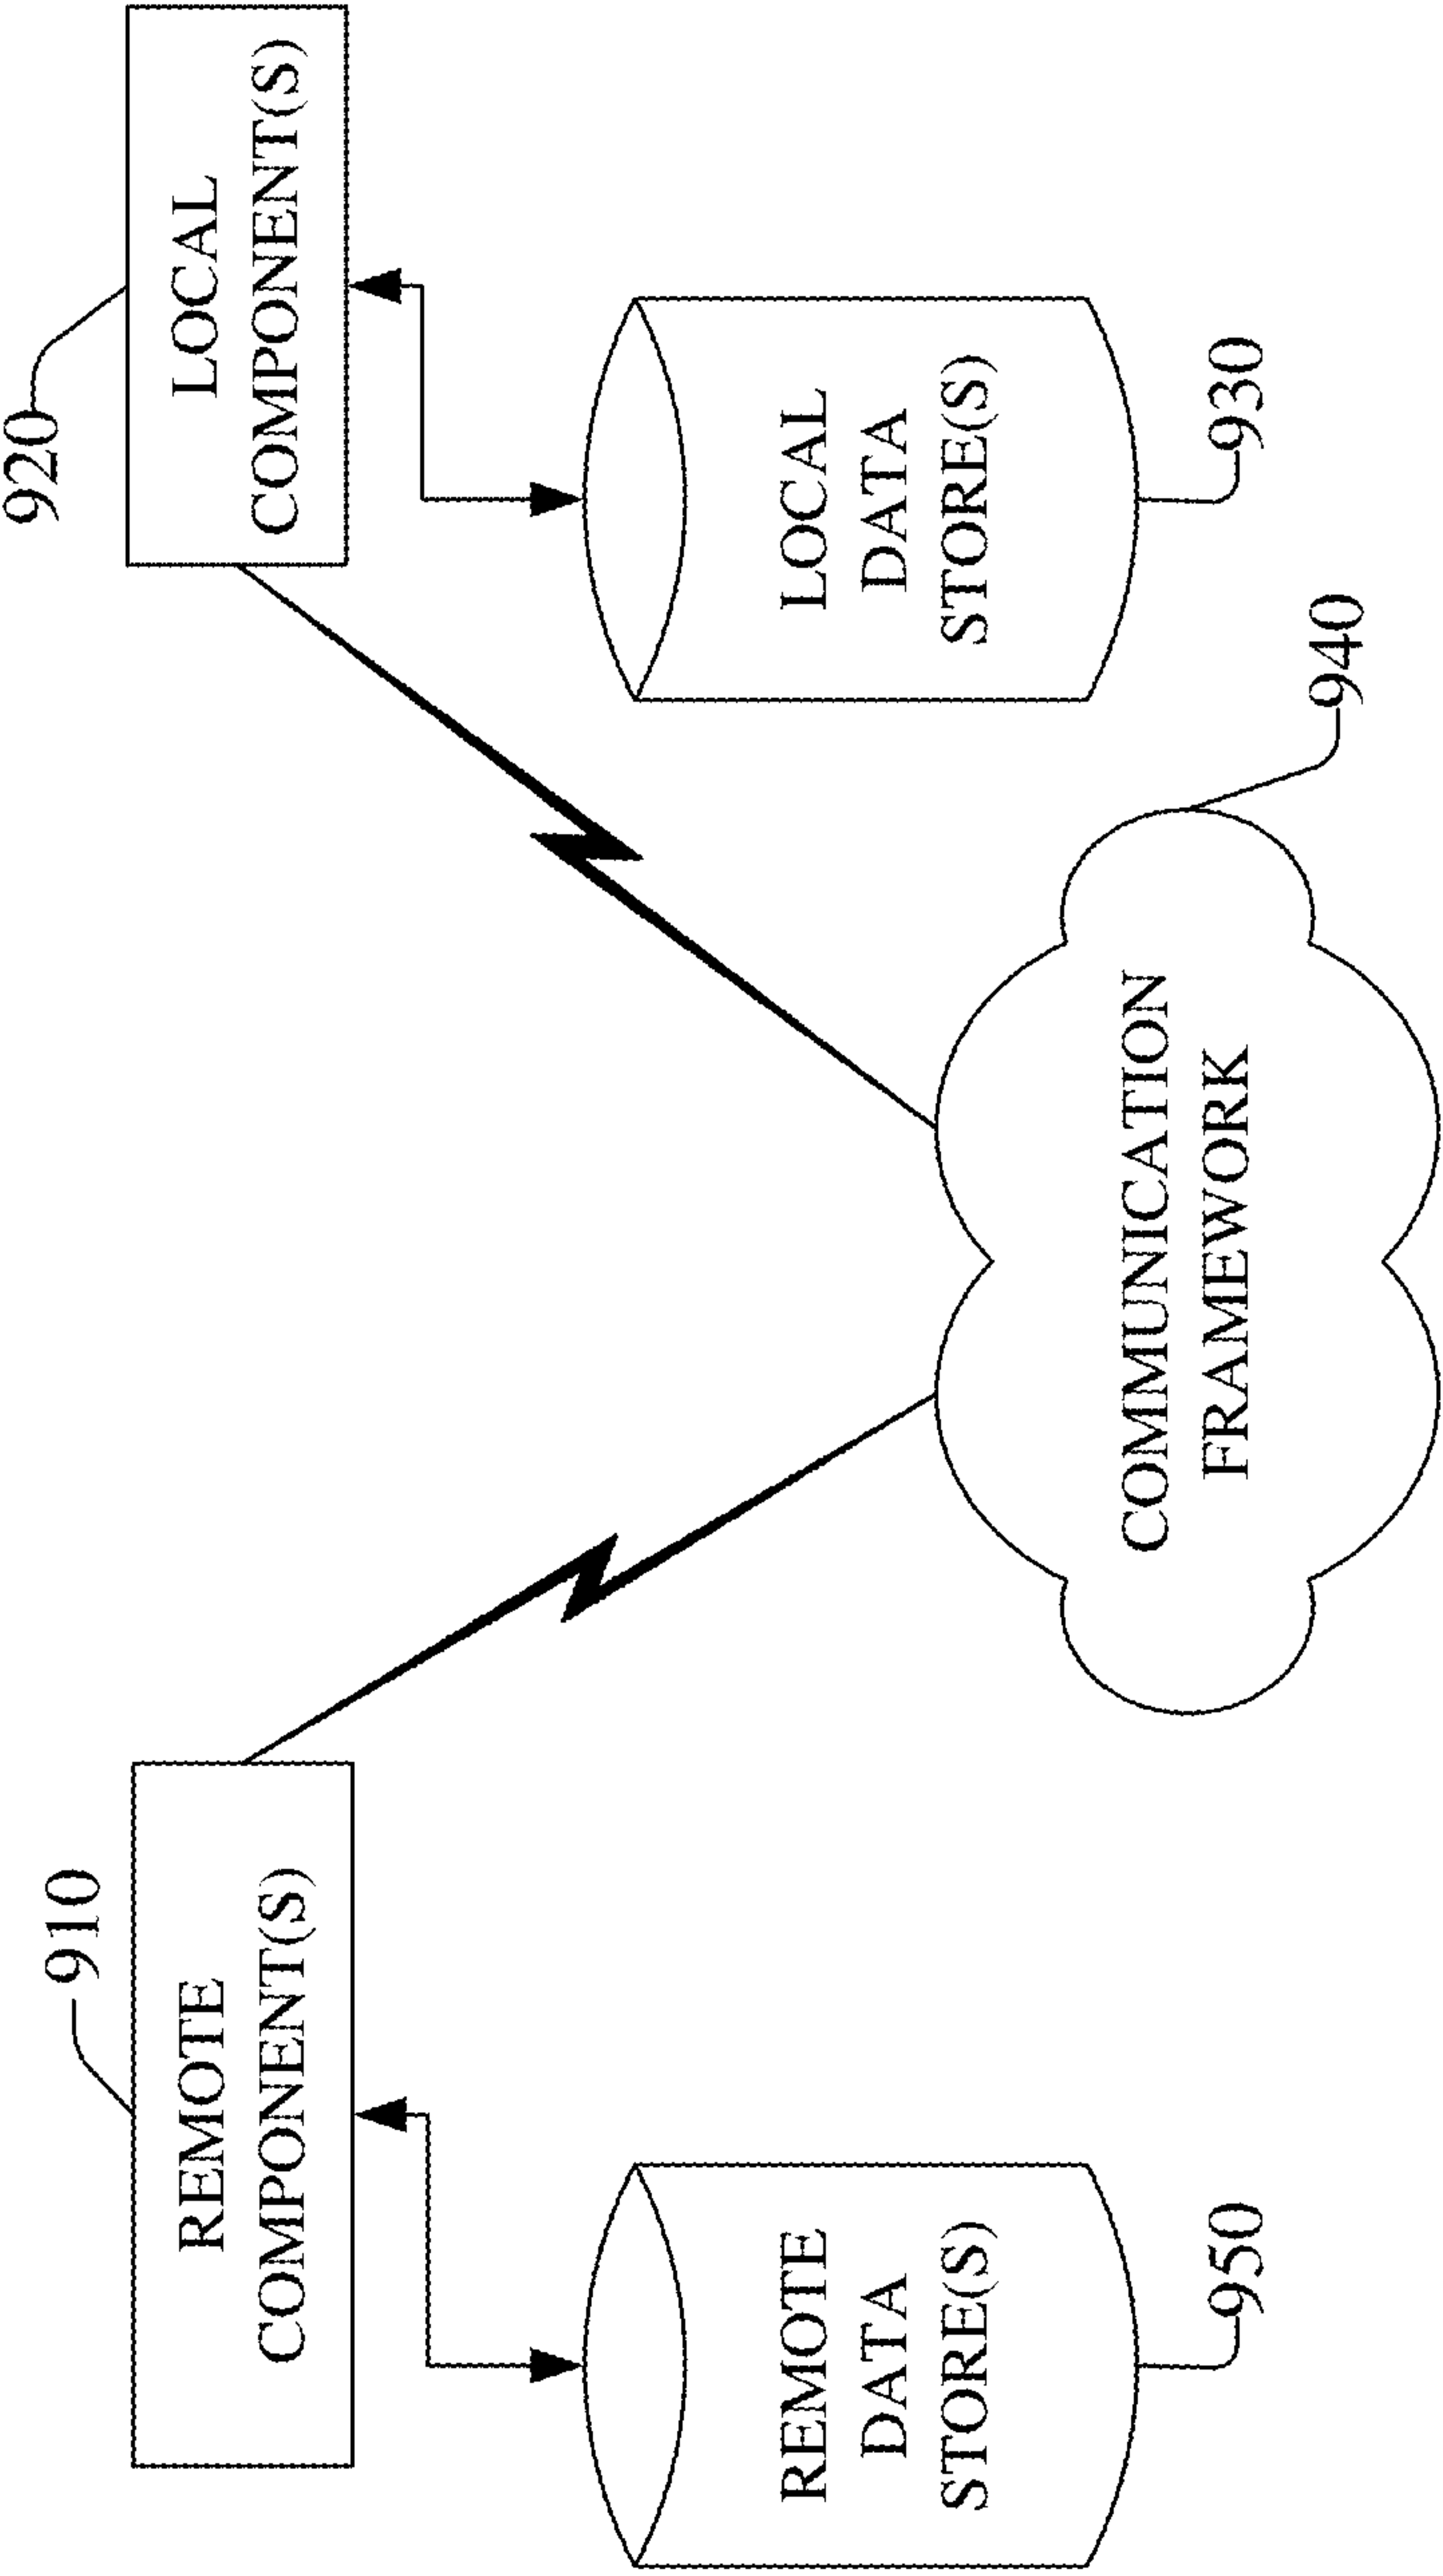 910
REMOTE
COMPONENT(S)
920
LOCAL
COMPONENT(S)
REMOTE
DATA
STORE(S)
950
LOCAL
DATA
STORE(S)
930
COMMUNICATION
FRAMEWORK
940